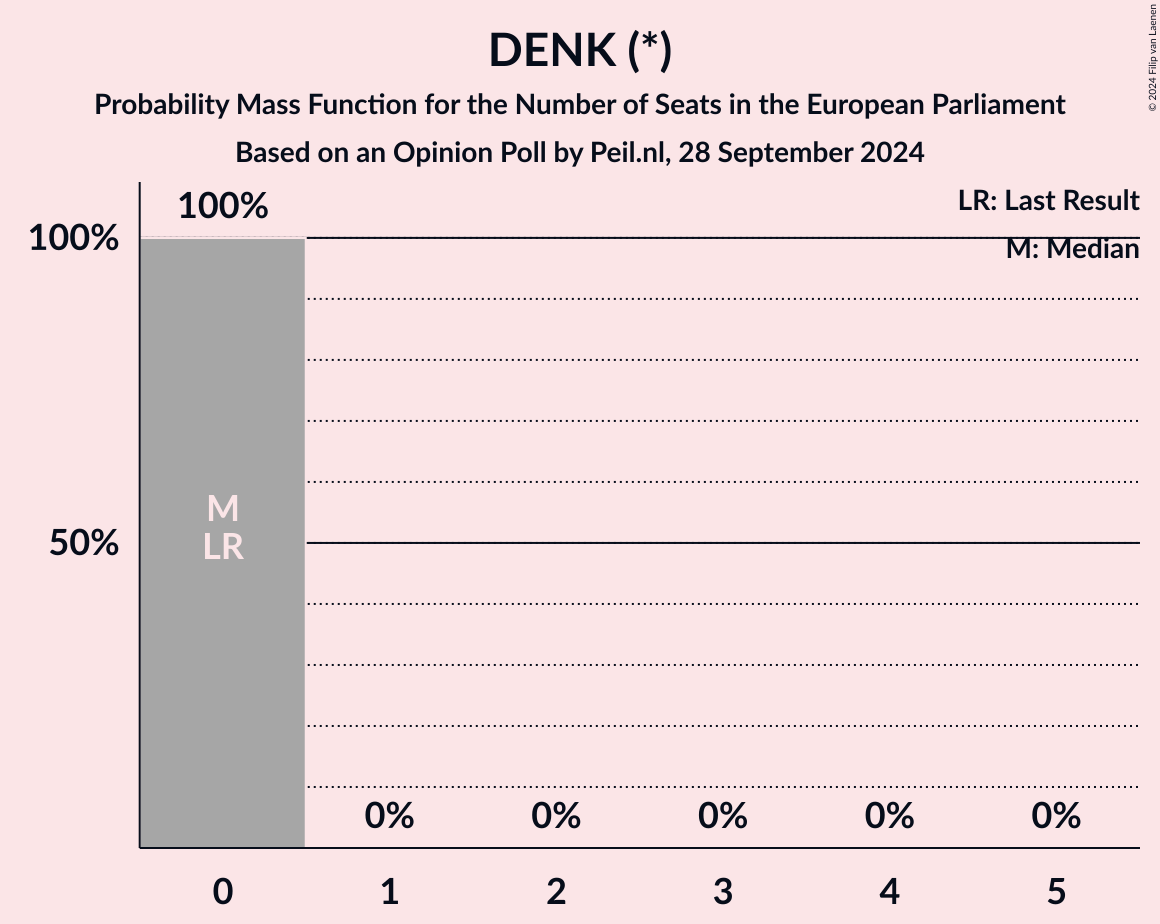 DENK (*)
Probability Mass Function for the Number of Seats in the European Parliament
Based on an Opinion Poll by Peil.nl, 28 September 2024
© 2024 Filip van Laenen
LR: Last Result
M: Median
100%
100%
50%
M
LR
0% 0% 0% 0% 0%
0 1 2 3 4 5